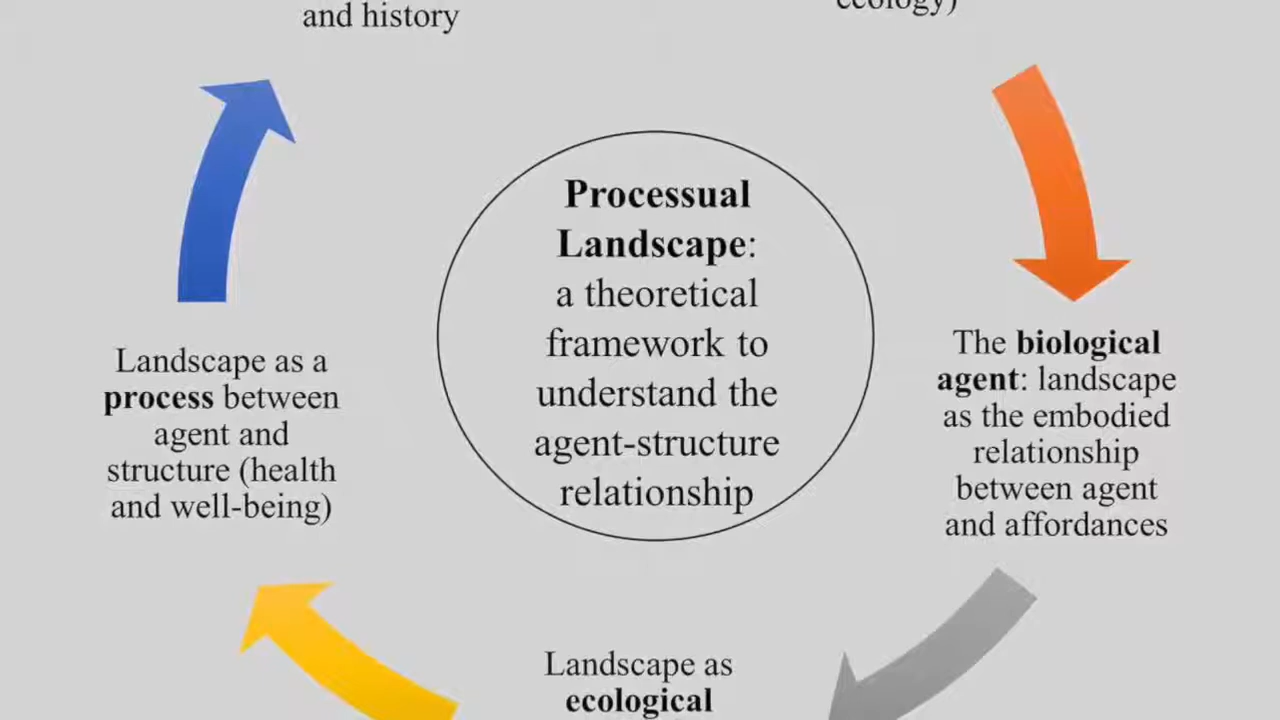 and history
ecology)
Processual
Landscape:
a theoretical
framework to
understand the
agent-structure
relationship
Landscape as a
process between
agent and
structure (health
and well-being)
The biological
agent: landscape
as the embodied
relationship
between agent
and affordances
Landscape as
ecological